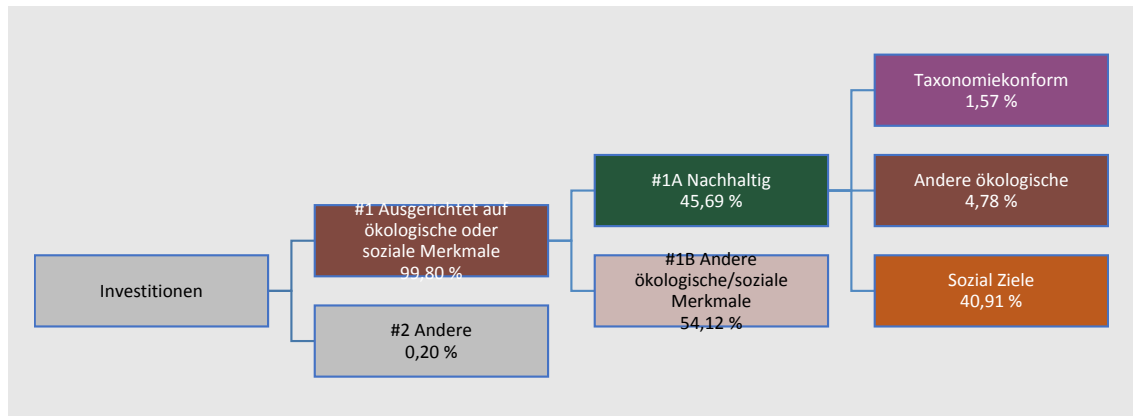 Investitionen
#1 Ausgerichtet auf
ökologische oder
soziale Merkmale
99,80 %
#2 Andere
0,20 %
#1A Nachhaltig
45,69 %
#1B Andere
ökologische/soziale
Merkmale
54,12 %
Taxonomiekonform
1,57 %
Andere ökologische
4,78 %
Sozial Ziele
40,91 %